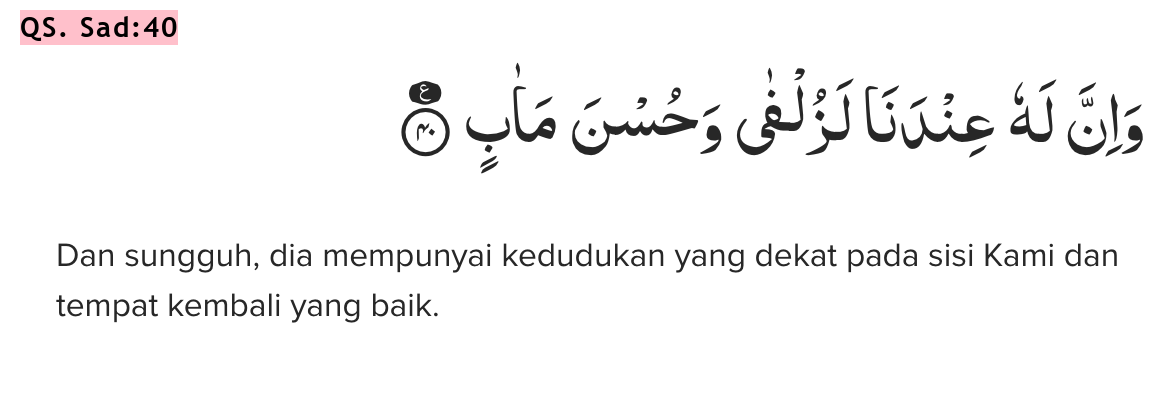 QS. Sad:40
وَاِنَّ لَهٗ عِنْدَنَا لَزُلْفٰى وَحُسْنَ مَاٰبٍ ࣖ ٤٠
Dan sungguh, dia mempunyai kedudukan yang dekat pada sisi Kami dan
tempat kembali yang baik.